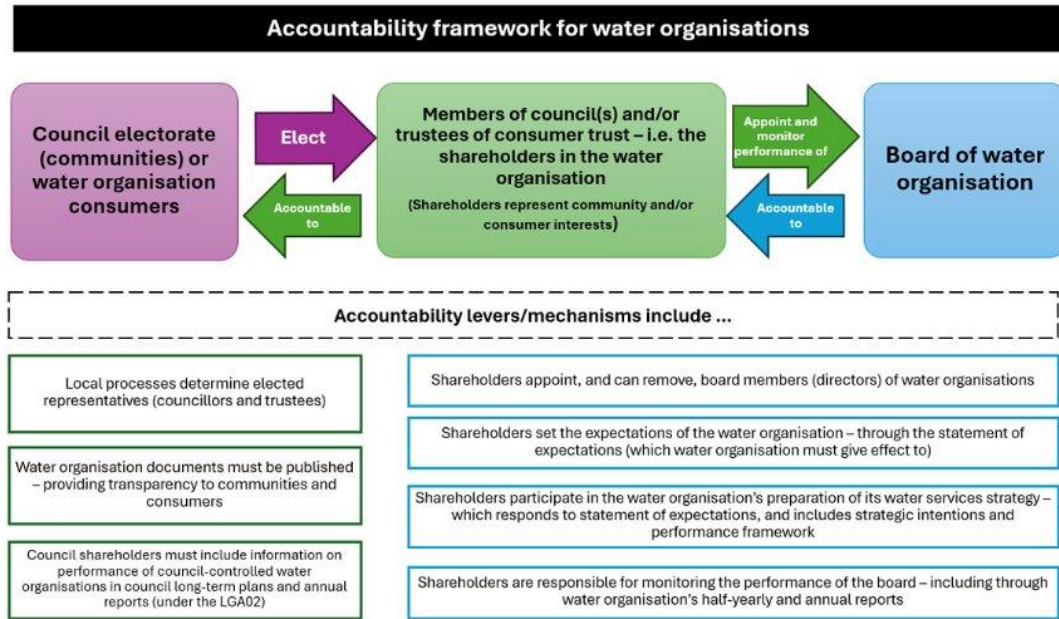 Accountability framework for water organisations
Council electorate
(communities) or
water organisation
consumers
Elect
Accountable
to
Members of council(s) and/or
trustees of consumer trust – i.e. the
shareholders in the water
organisation
(Shareholders represent community and/or
consumer interests)
Appoint and
monitor
performance of
Accountable
to
Board of water
organisation
Accountability levers/mechanisms include ...
Local processes determine elected
representatives (councillors and trustees)
Water organisation documents must be published
– providing transparency to communities and
consumers
Council shareholders must include information on
performance of council-controlled water
organisations in council long-term plans and annual
reports (under the LGA02)
Shareholders appoint, and can remove, board members (directors) of water organisations
Shareholders set the expectations of the water organisation – through the statement of
expectations (which water organisation must give effect to)
Shareholders participate in the water organisation's preparation of its water services strategy –
which responds to statement of expectations, and includes strategic intentions and
performance framework
Shareholders are responsible for monitoring the performance of the board – including through
water organisation's half-yearly and annual reports